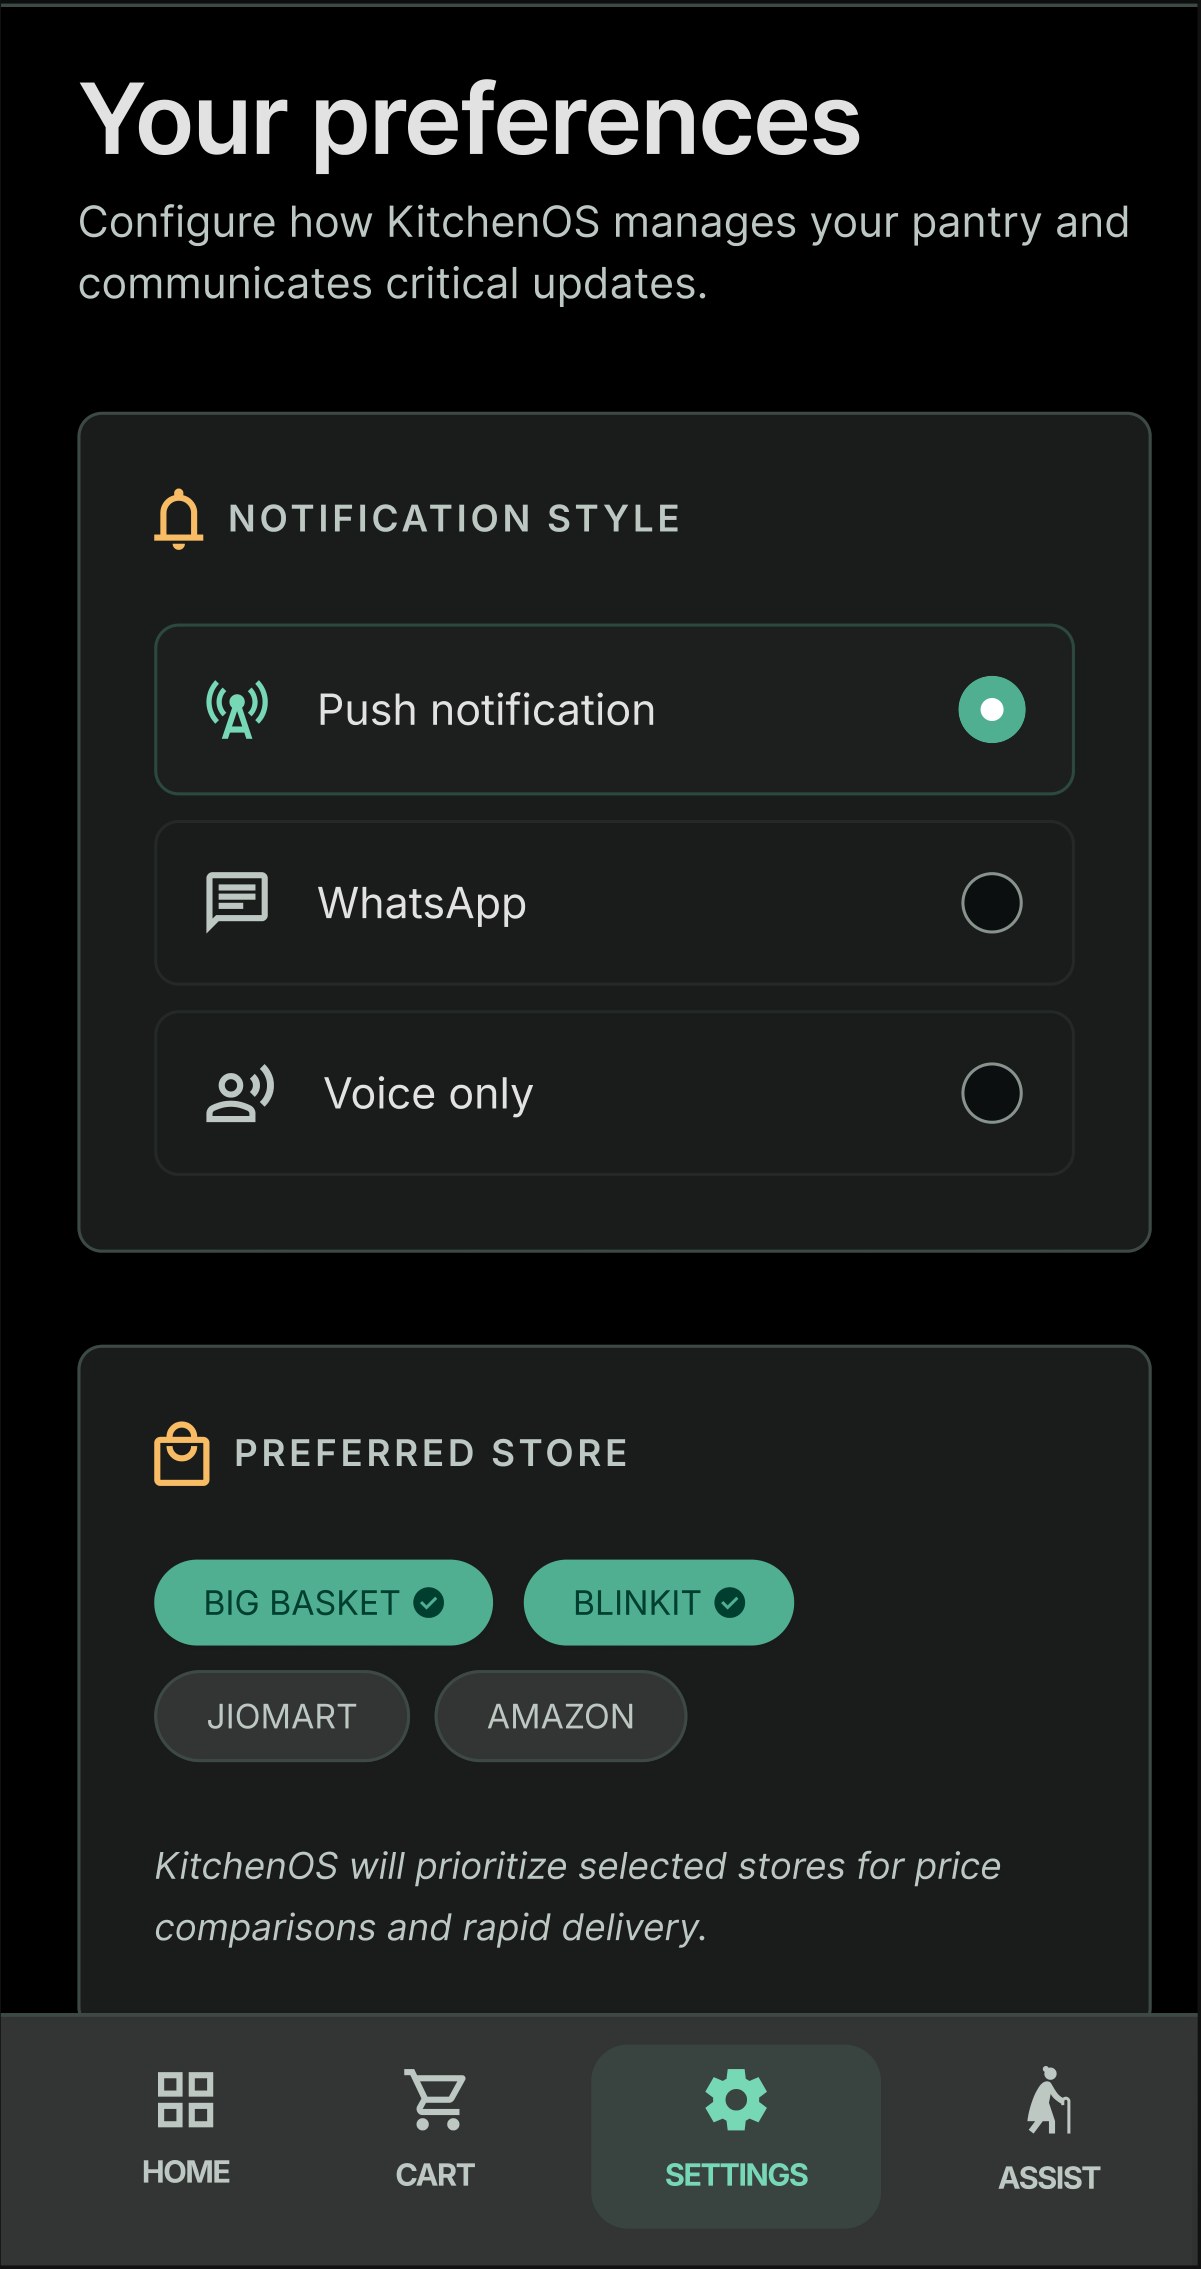 Your preferences
Configure how KitchenOS manages your pantry and
communicates critical updates.
NOTIFICATION STYLE
Push notification
WhatsApp
Voice only
PREFERRED STORE
BIG BASKET
BLINKIT
JIOMART
AMAZON
KitchenOS will prioritize selected stores for price
comparisons and rapid delivery.
HOME
CART
SETTINGS
ASSIST